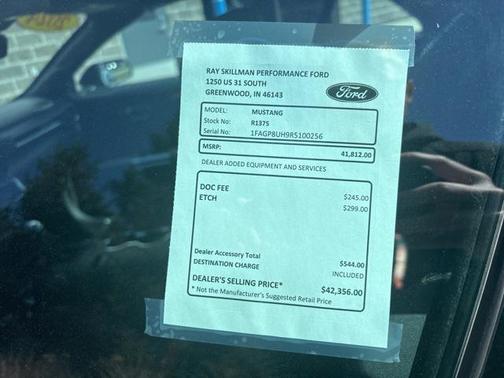 RAY SKILLMAN PERFORMANCE FORD
1250 US 31 SOUTH
GREENWOOD, IN 46143
Ford
MODEL: MUSTANG
Stock No: R1375
Serial No: 1FAGP8UH9R5100256
MSRP: 41,812.00
DEALER ADDED EQUIPMENT AND SERVICES
DOC FEE $245.00
ETCH $299.00
Dealer Accessory Total $544.00
DESTINATION CHARGE INCLUDED
DEALER'S SELLING PRICE* $42,356.00
* Not the Manufacturer's Suggested Retail Price